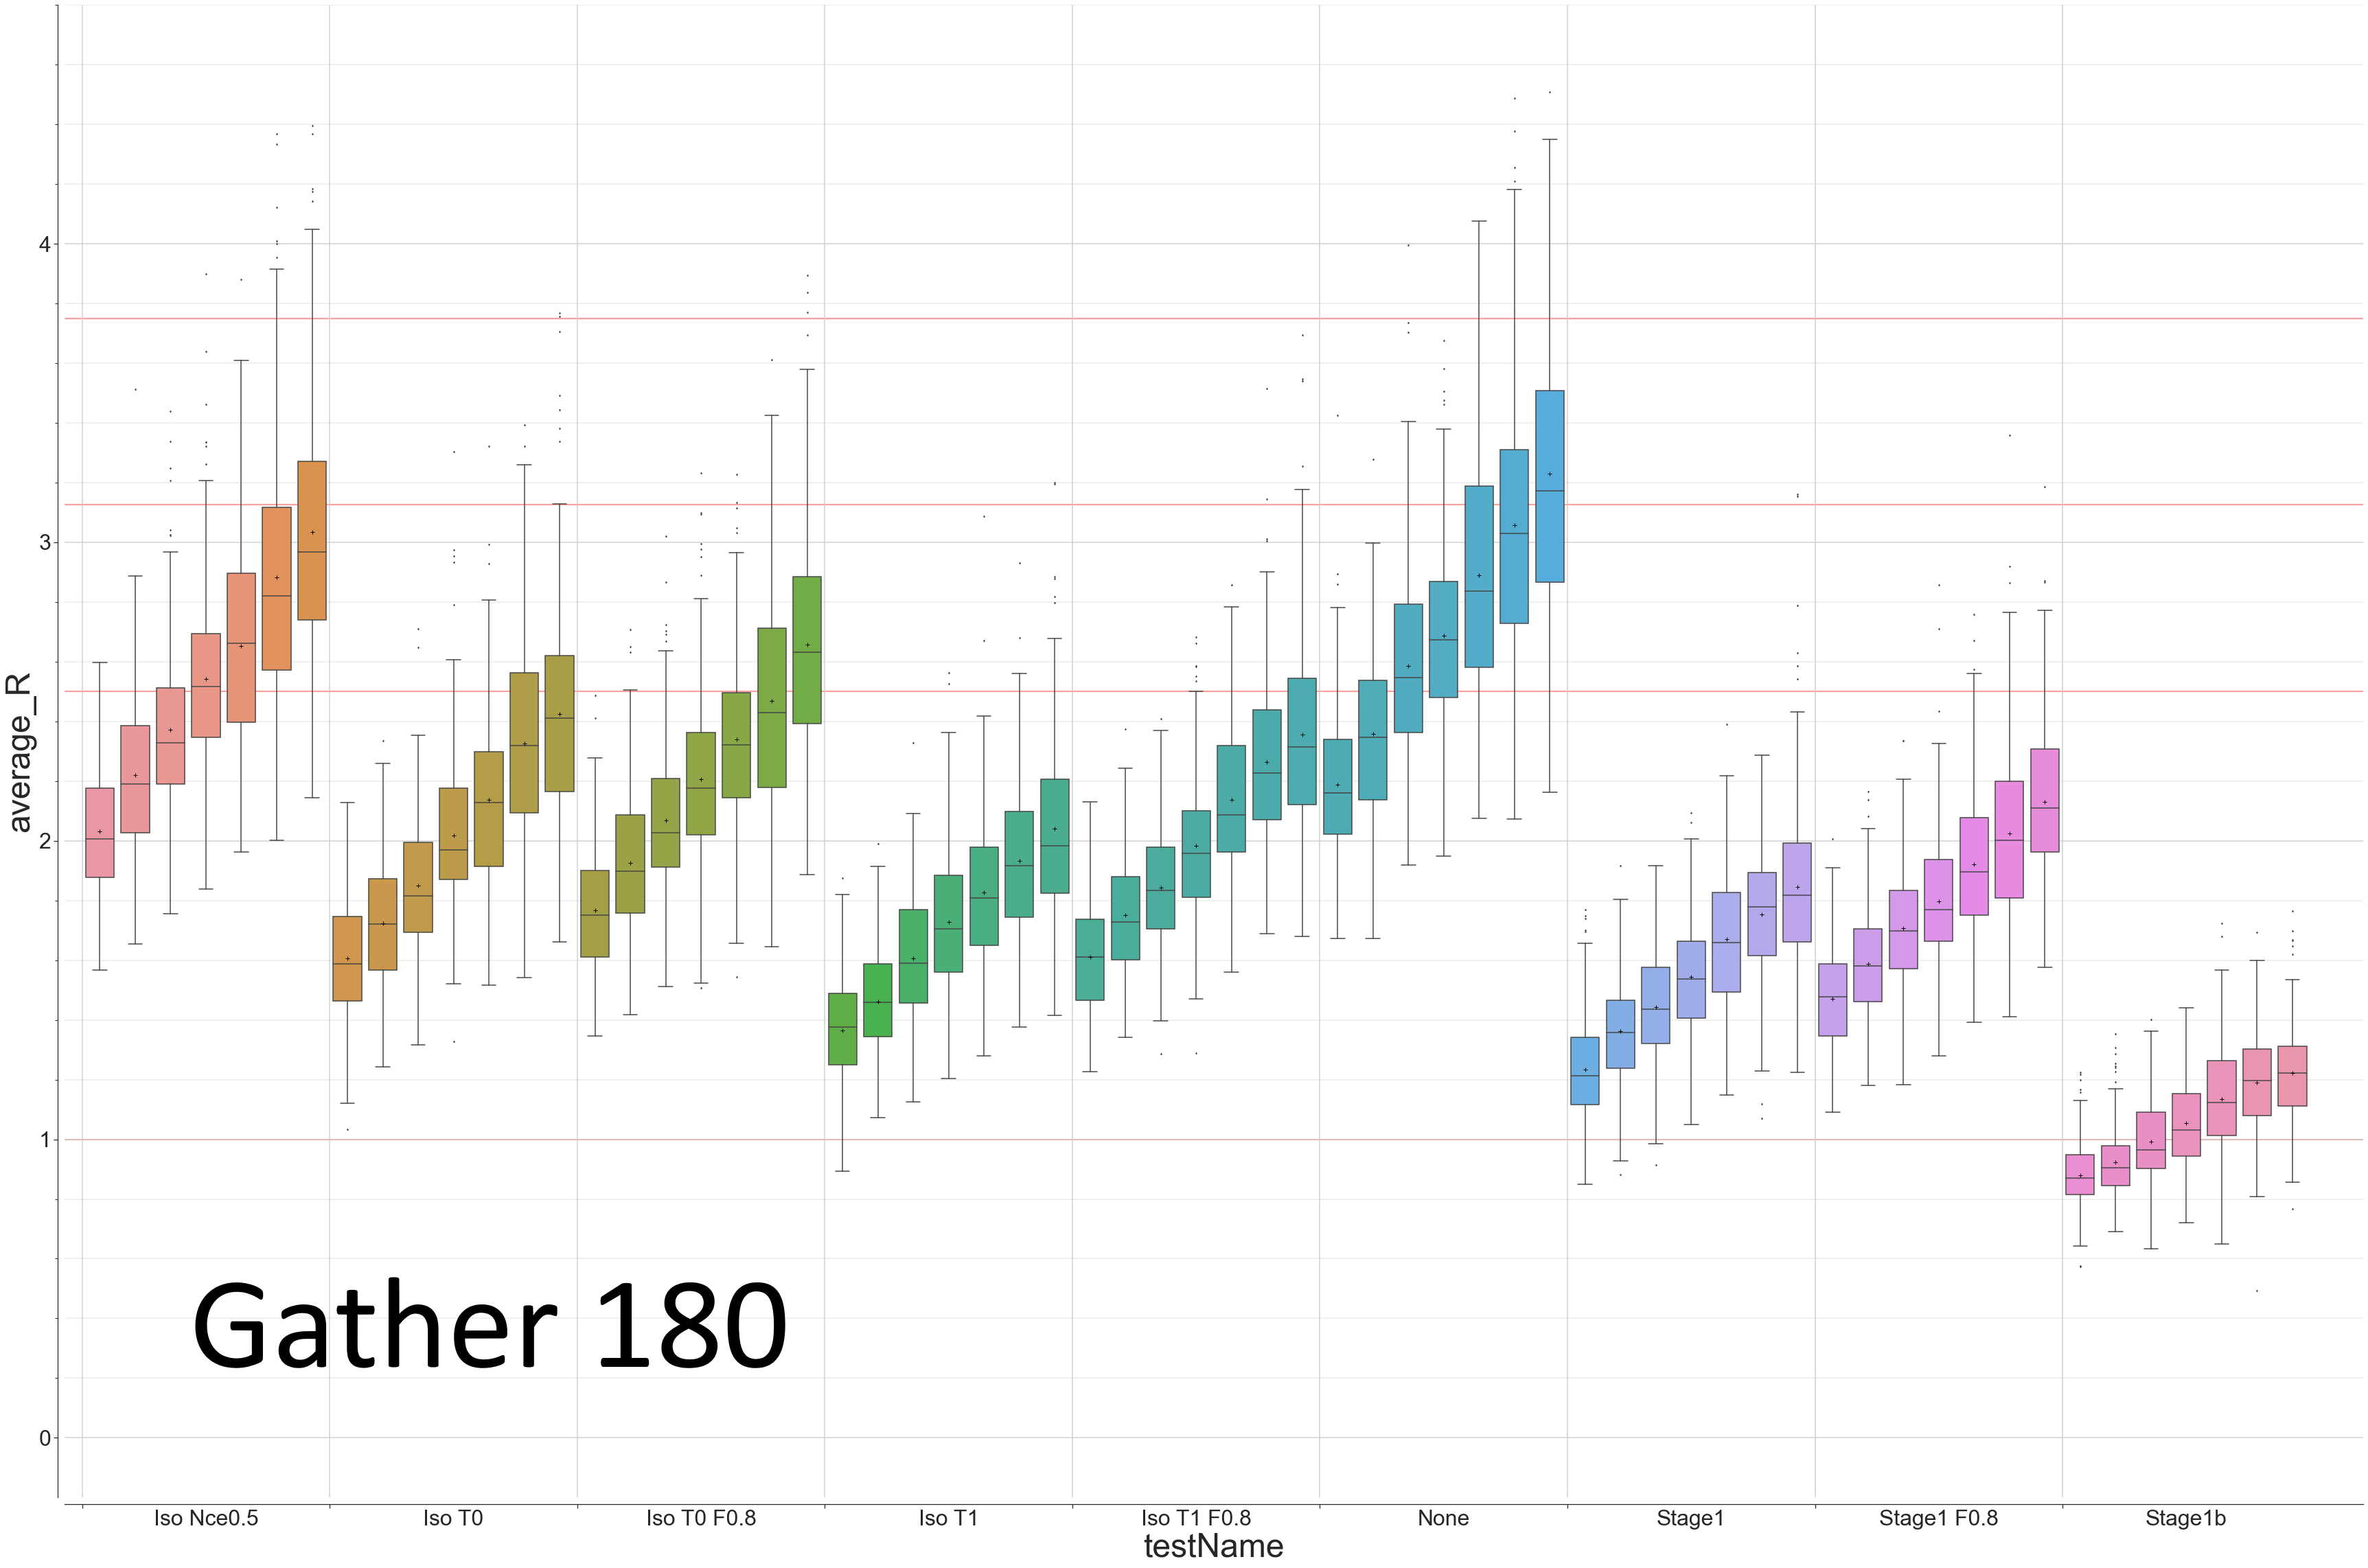 average_R
4
3
2
1
0
Gather 180
Iso Nce0.5 Iso T0 Iso T0 F0.8 Iso T1 Iso T1 F0.8 None Stage1 Stage1 F0.8 Stage1b
testName